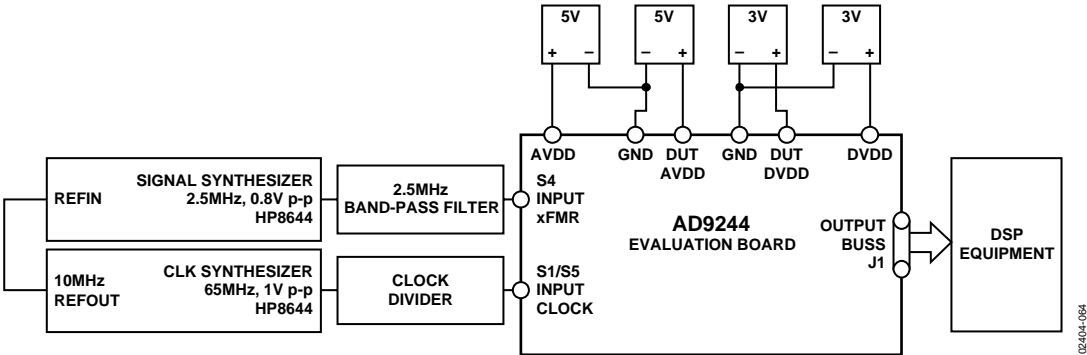 5V
5V
3V
3V
+ −
− +
− +
− +
AVDD
GND
DUT
AVDD
GND
DUT
DVDD
DVDD
REFIN
SIGNAL SYNTHESIZER
2.5MHz, 0.8V p-p
HP8644
2.5MHz
BAND-PASS FILTER
S4
INPUT
xFMR
AD9244
EVALUATION BOARD
OUTPUT
BUSS
J1
DSP
EQUIPMENT
10MHz
REFOUT
CLK SYNTHESIZER
65MHz, 1V p-p
HP8644
CLOCK
DIVIDER
S1/S5
INPUT
CLOCK
02404-064